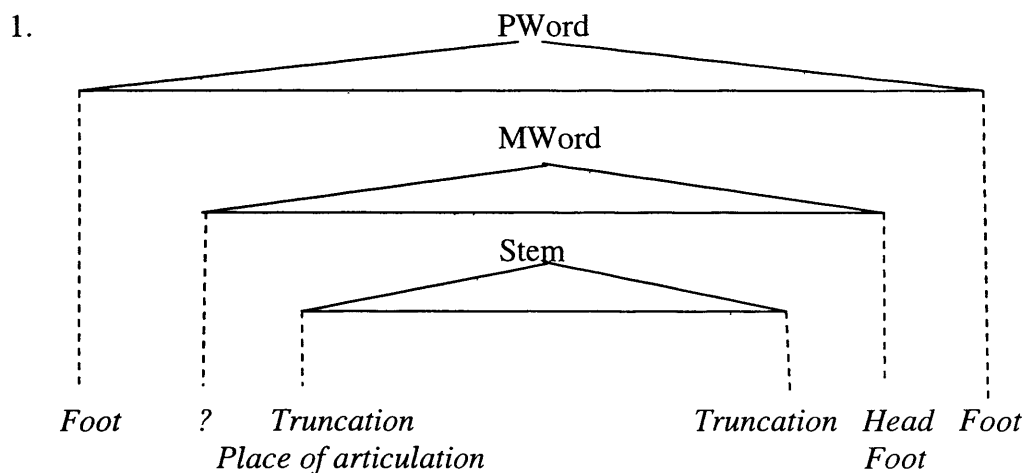 1.
PWord
MWord
Stem
Foot ? Truncation Truncation Head Foot
Place of articulation Foot